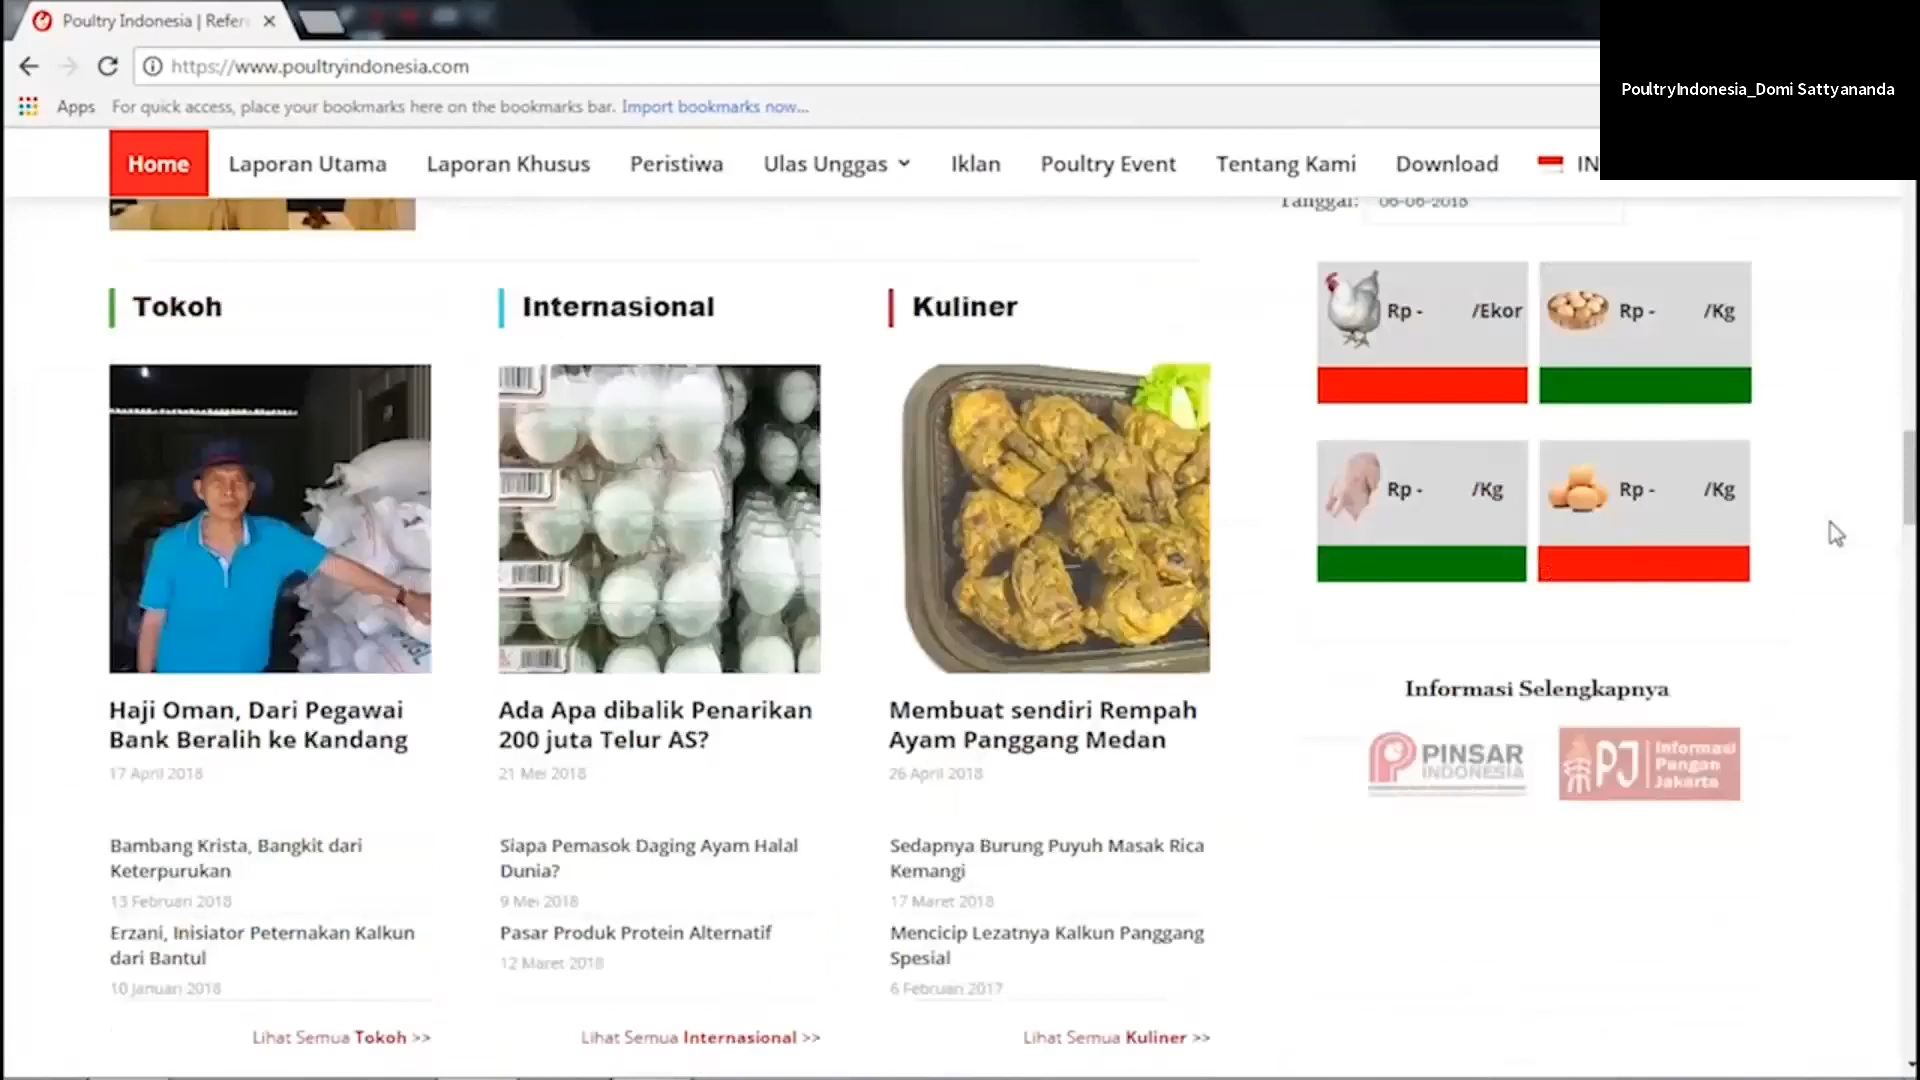 Poultry Indonesia | Refer
PoultryIndonesia_Domi Sattyananda
https://www.poultryindonesia.com
Apps For quick access, place your bookmarks here on the bookmarks bar. Import bookmarks now...
Home Laporan Utama Laporan Khusus Peristiwa Ulas Unggas Iklan Poultry Event Tentang Kami Download IN
Tanggal: 06-06-2018
Tokoh
Internasional
Kuliner
Rp - /Ekor
Rp - /Kg
Rp - /Kg
Rp - /Kg
Haji Oman, Dari Pegawai
Bank Beralih ke Kandang
17 April 2018
Ada Apa dibalik Penarikan
200 juta Telur AS?
21 Mei 2018
Membuat sendiri Rempah
Ayam Panggang Medan
26 April 2018
Informasi Selengkapnya
PINSAR
INDONESIA
PJ
Informasi
Pangan
Jakarta
Bambang Krista, Bangkit dari
Keterpurukan
13 Februari 2018
Erzani, Inisiator Peternakan Kalkun
dari Bantul
10 Januari 2018
Siapa Pemasok Daging Ayam Halal
Dunia?
9 Mei 2018
Pasar Produk Protein Alternatif
12 Maret 2018
Sedapnya Burung Puyuh Masak Rica
Kemangi
17 Maret 2018
Mencicip Lezatnya Kalkun Panggang
Spesial
6 Februari 2017
Lihat Semua Tokoh >>
Lihat Semua Internasional >>
Lihat Semua Kuliner >>